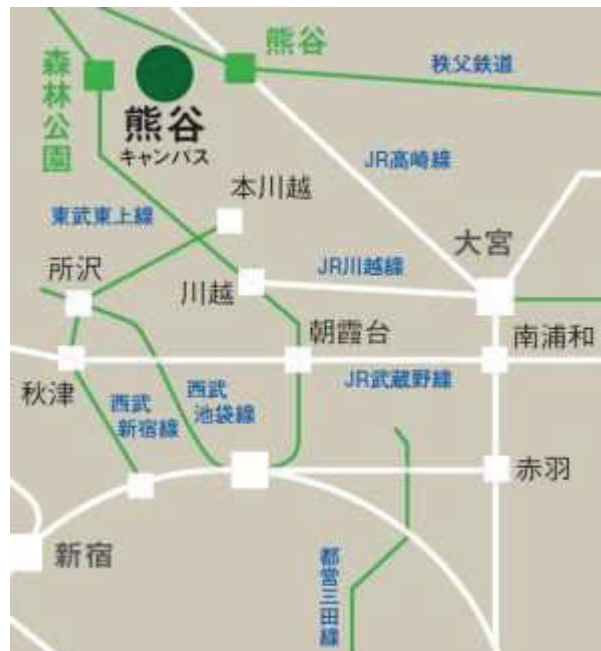 熊谷
秩父鉄道
森林公園
熊谷
キャンパス
JR高崎線
本川越
東武東上線
大宮
所沢
JR川越線
川越
朝霞台
南浦和
JR武蔵野線
秋津
西武
新宿線
西武
池袋線
赤羽
新宿
都営三田線